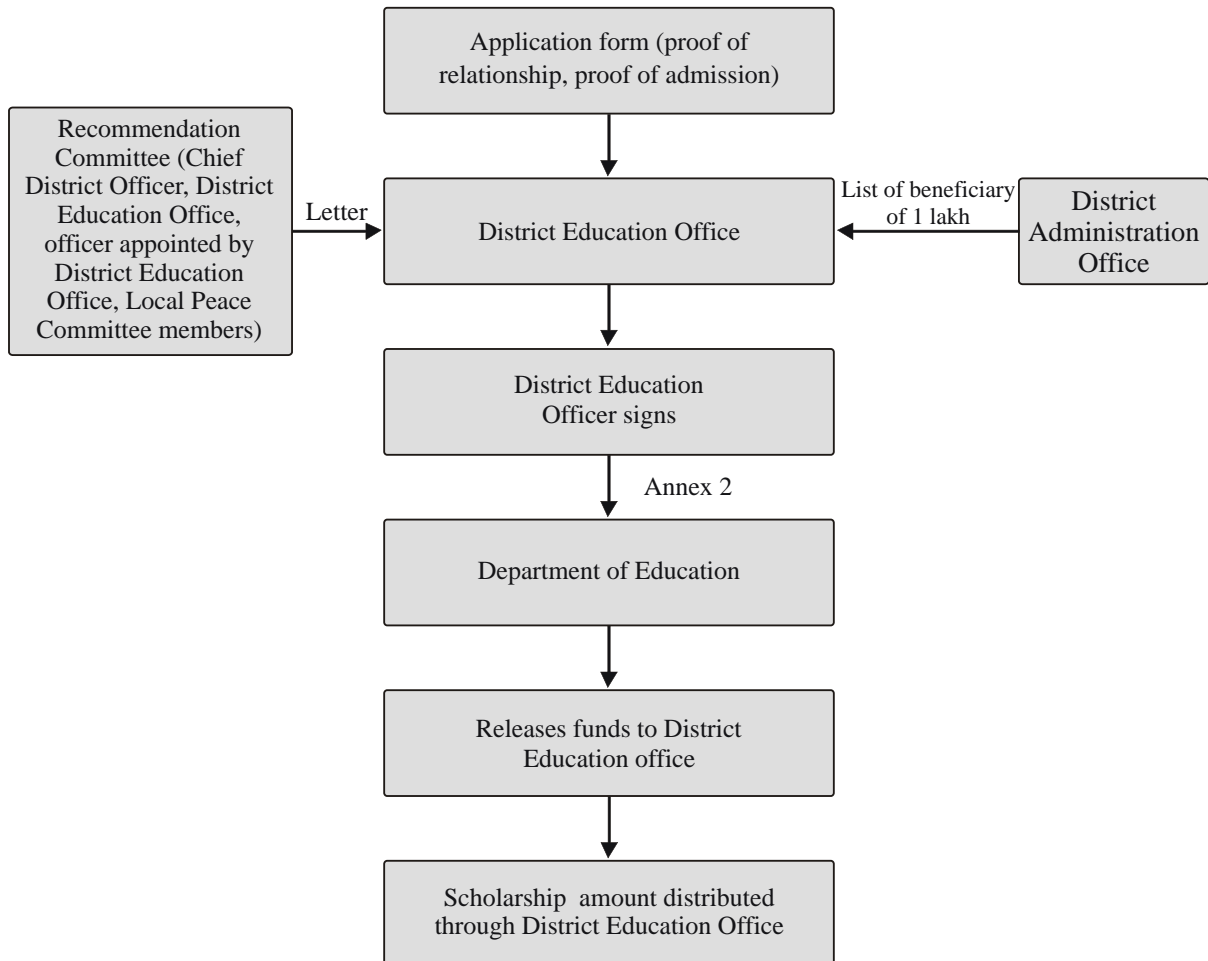 Application form (proof of
relationship, proof of admission)
Recommendation
Committee (Chief
District Officer, District
Education Office,
officer appointed by
District Education
Office, Local Peace
Committee members)
Letter
District Education Office
List of beneficiary
of 1 lakh
District
Administration
Office
District Education
Officer signs
Annex 2
Department of Education
Releases funds to District
Education office
Scholarship amount distributed
through District Education Office